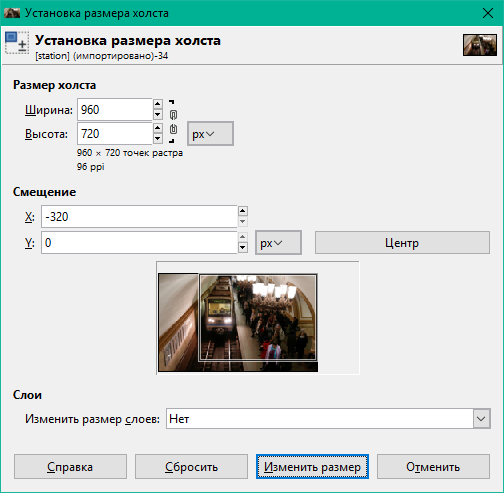 Установка размера холста
Установка размера холста
[station] (импортировано)-34
Размер холста
Ширина: 960
Высота: 720 px
960 × 720 точек растра
96 ppi
Смещение
X: -320
Y: 0 px Центр
Слои
Изменить размер слоев: Нет
Справка Сбросить Изменить размер Отменить